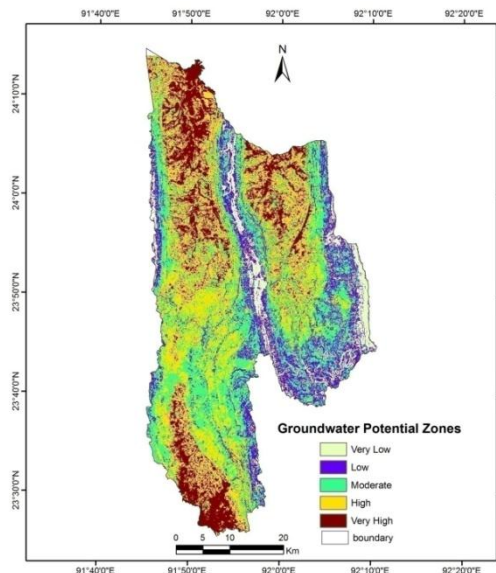 91°40'0"E 91°50'0"E 92°0'0"E 92°10'0"E 92°20'0"E
N
24°10'0"N
24°0'0"N
23°50'0"N
23°40'0"N
23°30'0"N
Groundwater Potential Zones
Very Low
Low
Moderate
High
Very High
boundary
0 5 10 20
Km
91°40'0"E 91°50'0"E 92°0'0"E 92°10'0"E 92°20'0"E